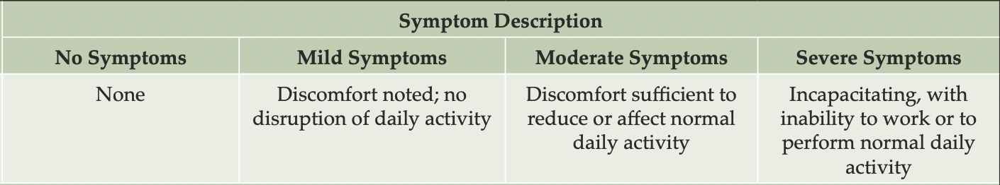 Symptom Description
No Symptoms
Mild Symptoms
Moderate Symptoms
Severe Symptoms
None
Discomfort noted; no
disruption of daily activity
Discomfort sufficient to
reduce or affect normal
daily activity
Incapacitating, with
inability to work or to
perform normal daily
activity